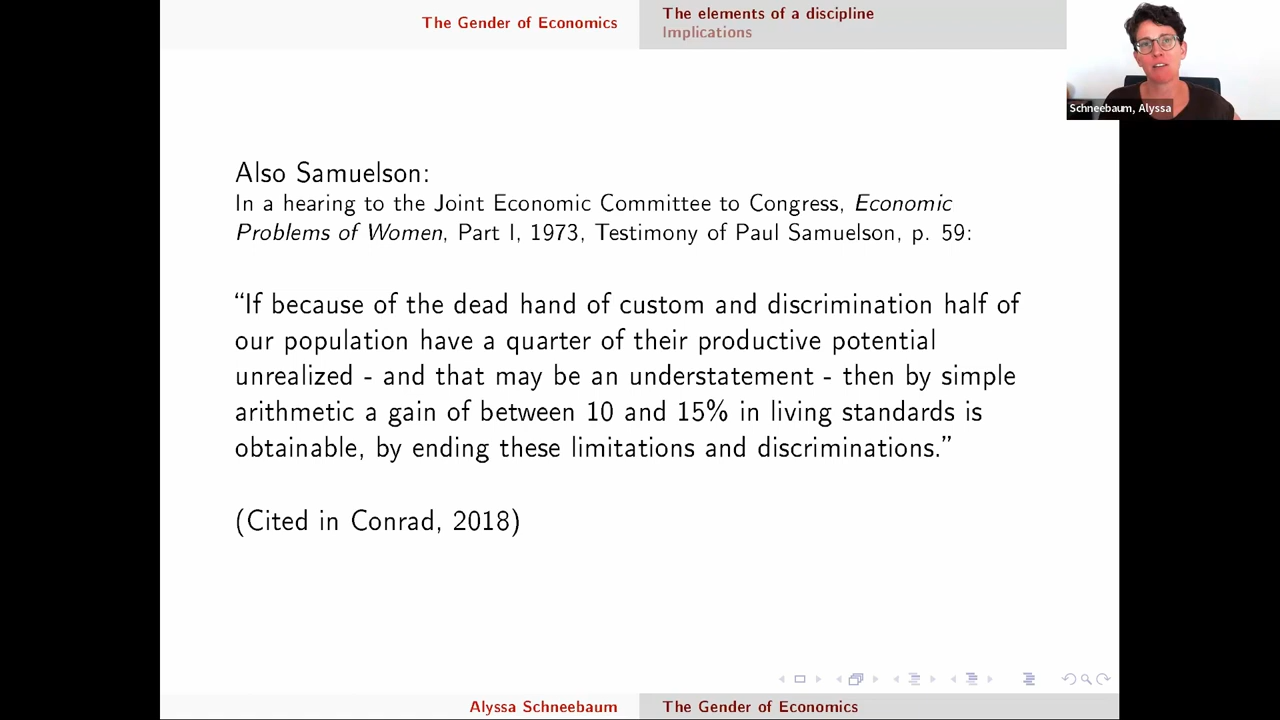 The Gender of Economics
The elements of a discipline
Implications
Schneebaum, Alyssa
Also Samuelson:
In a hearing to the Joint Economic Committee to Congress, Economic
Problems of Women, Part I, 1973, Testimony of Paul Samuelson, p. 59:
“If because of the dead hand of custom and discrimination half of
our population have a quarter of their productive potential
unrealized - and that may be an understatement - then by simple
arithmetic a gain of between 10 and 15% in living standards is
obtainable, by ending these limitations and discriminations.”
(Cited in Conrad, 2018)
Alyssa Schneebaum
The Gender of Economics